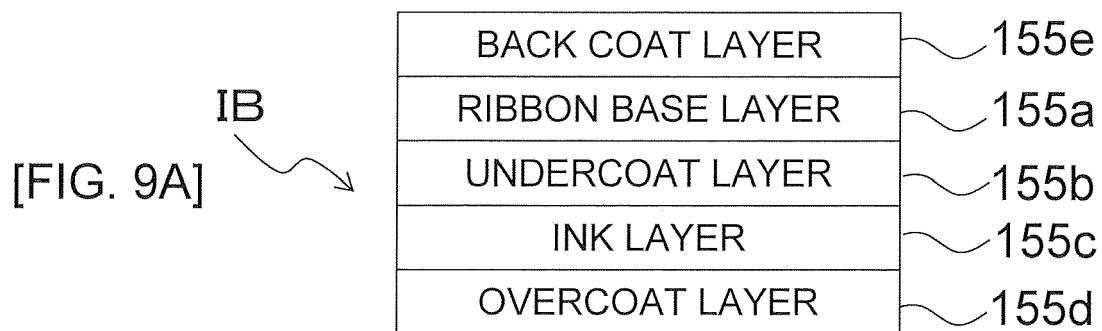 BACK COAT LAYER 155e
IB
RIBBON BASE LAYER 155a
[FIG. 9A]
UNDERCOAT LAYER 155b
INK LAYER 155c
OVERCOAT LAYER 155d